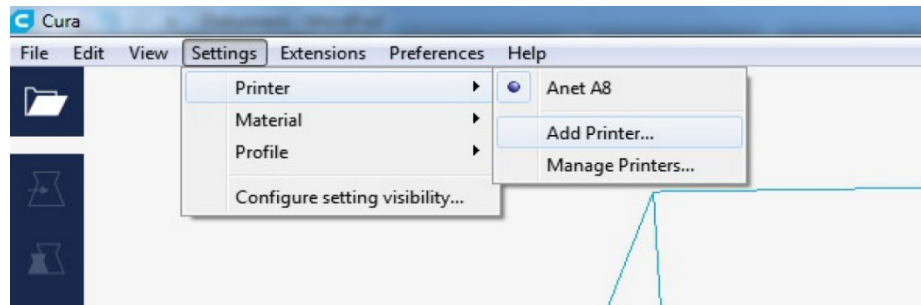 Cura
File Edit View Settings Extensions Preferences Help
Printer
Material
Profile
Configure setting visibility...
Anet A8
Add Printer...
Manage Printers...